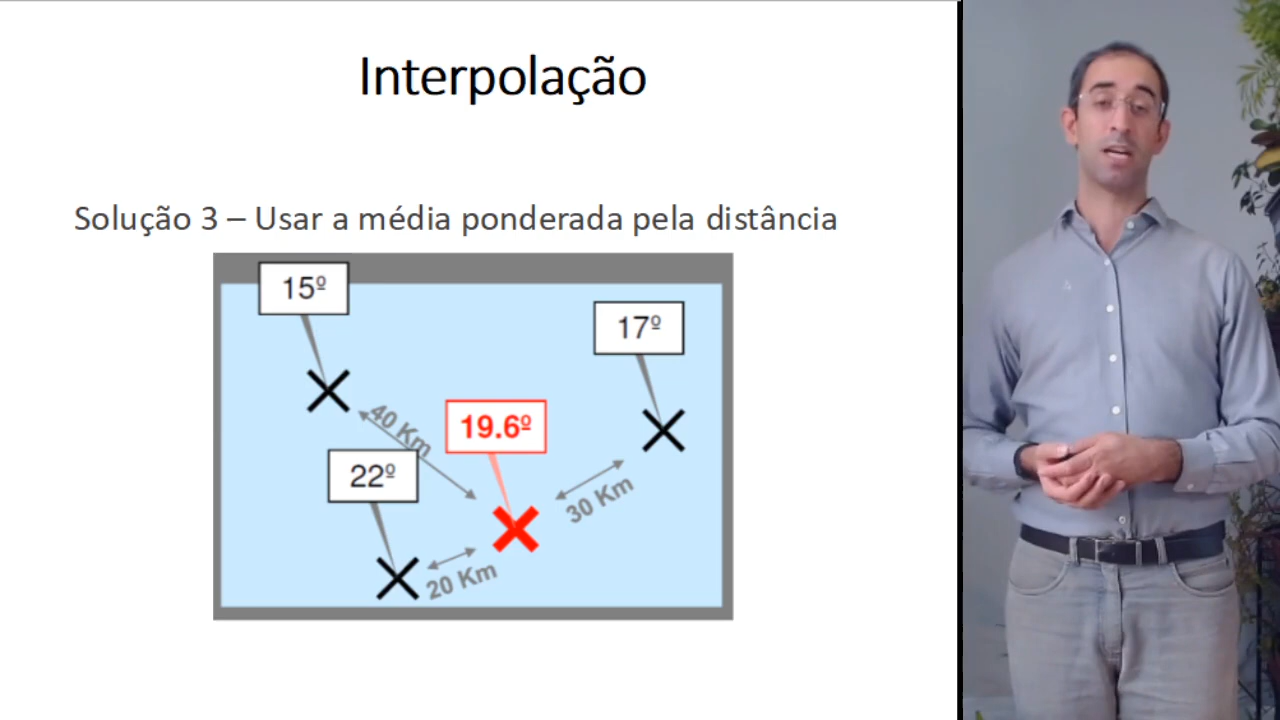 Interpolação
Solução 3 – Usar a média ponderada pela distância
15º
17º
40 Km
19.6º
22º
30 Km
20 Km